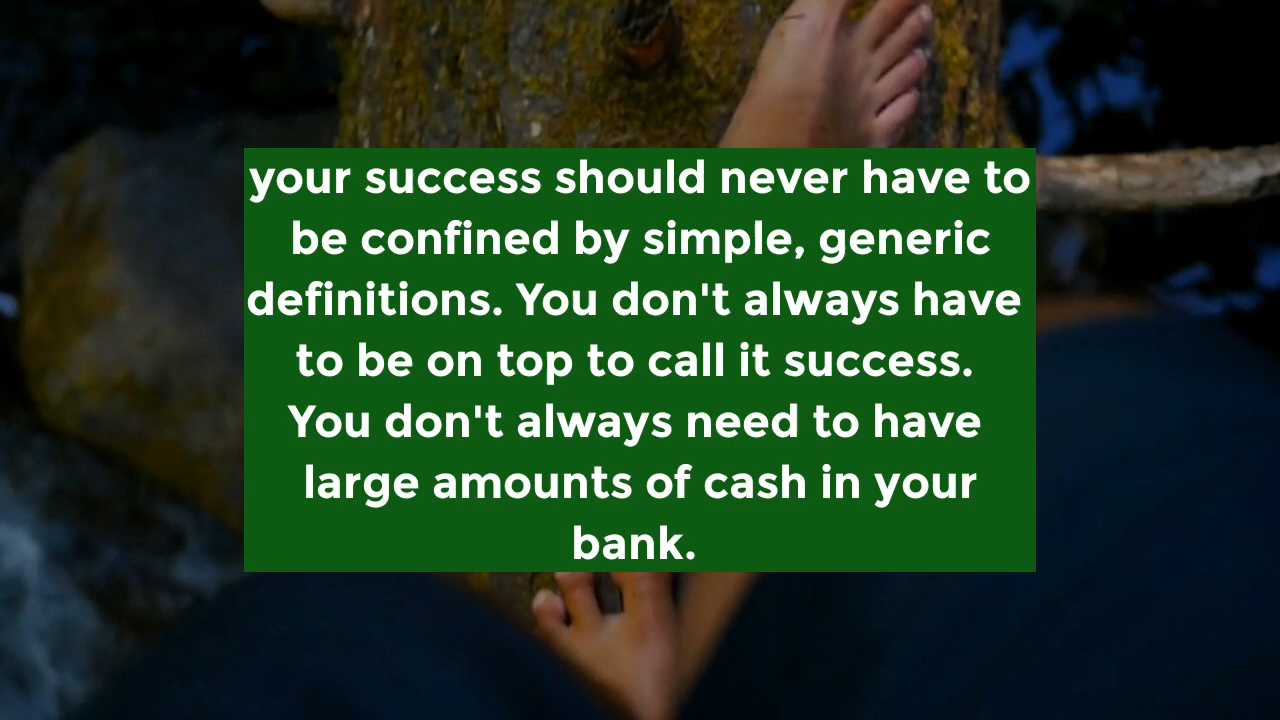 your success should never have to
be confined by simple, generic
definitions. You don't always have
to be on top to call it success.
You don't always need to have
large amounts of cash in your
bank.